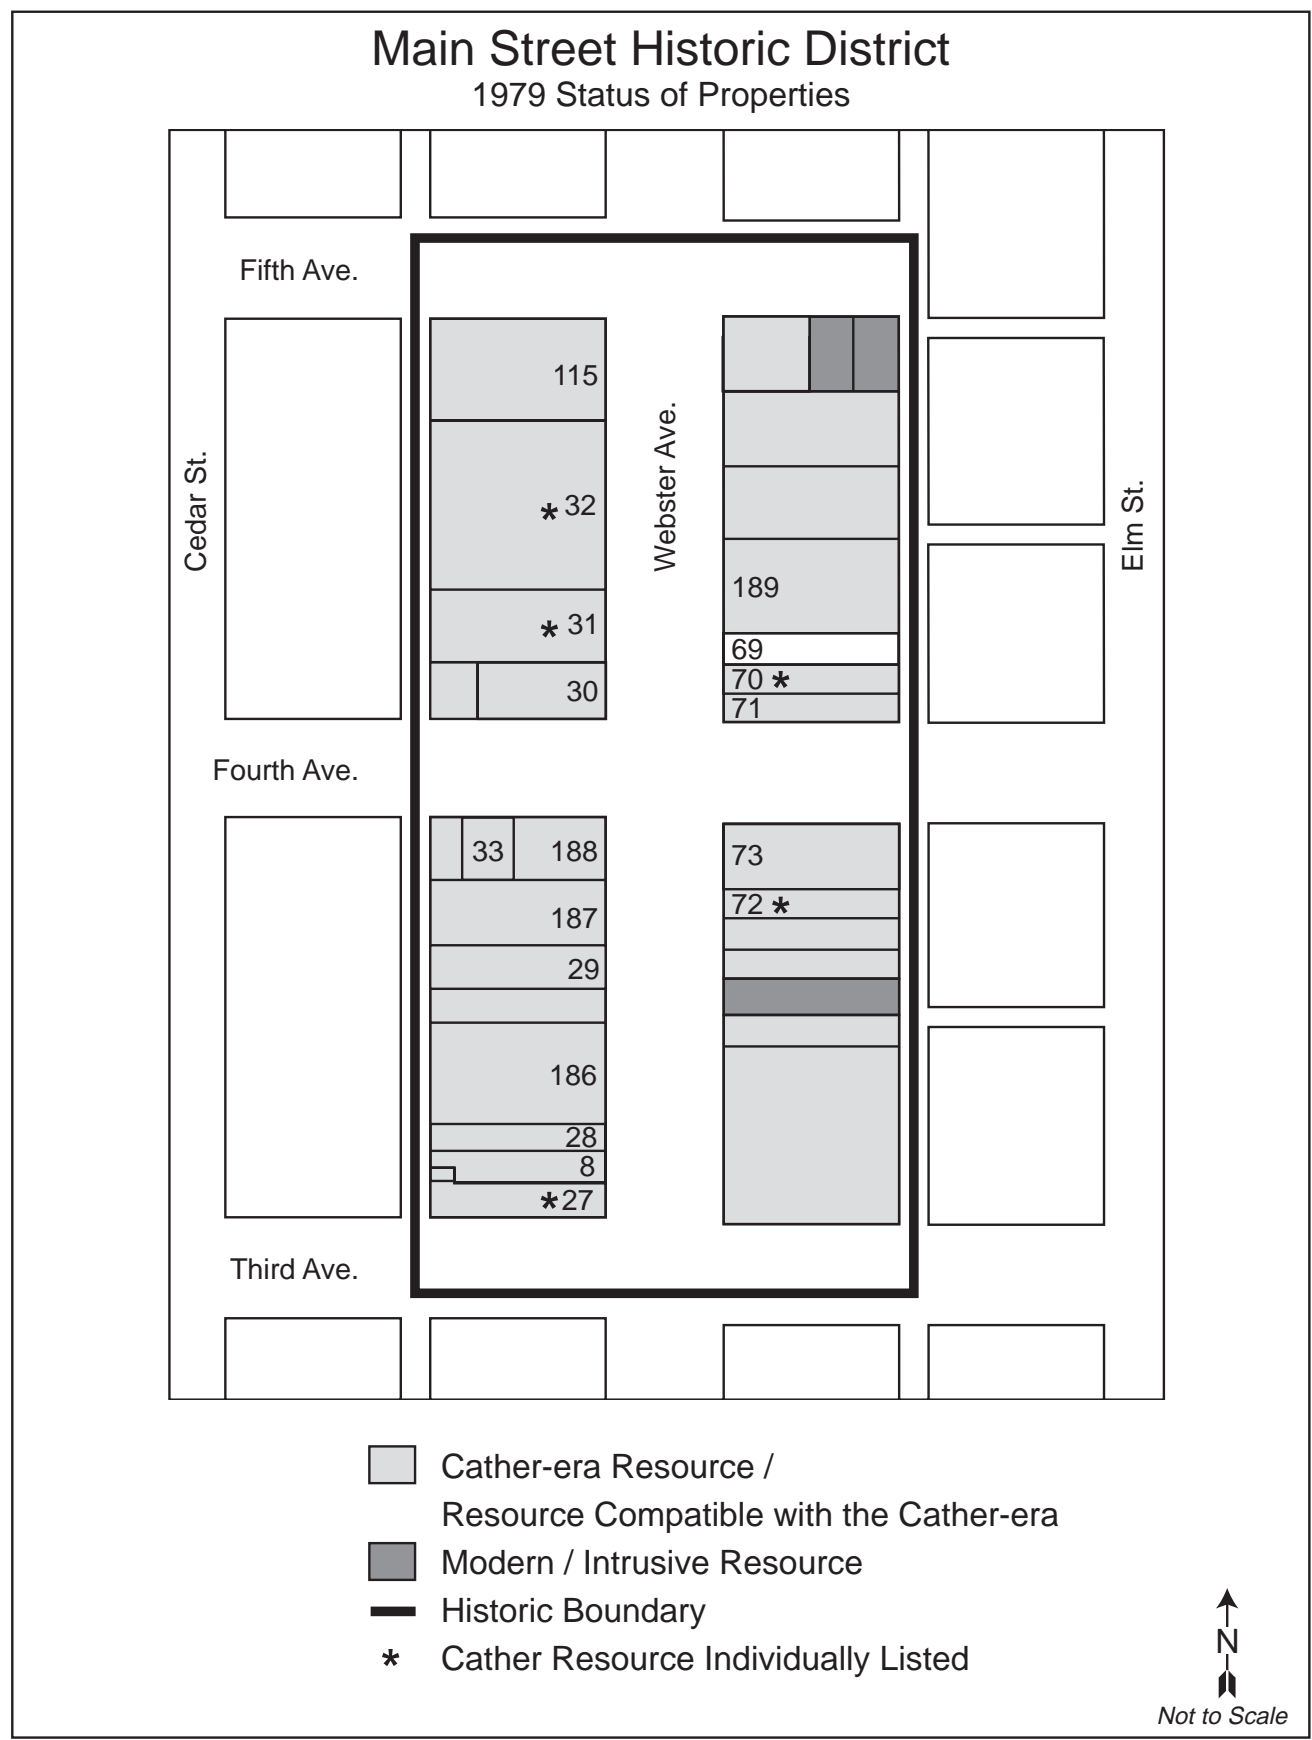 Main Street Historic District
1979 Status of Properties
Fifth Ave.
Cedar St.
Webster Ave.
Elm St.
115
* 32
* 31
30
189
69
70 *
71
Fourth Ave.
33
188
187
29
186
28
8
*27
73
72 *
Third Ave.
Cather-era Resource /
Resource Compatible with the Cather-era
Modern / Intrusive Resource
Historic Boundary
* Cather Resource Individually Listed
N
Not to Scale